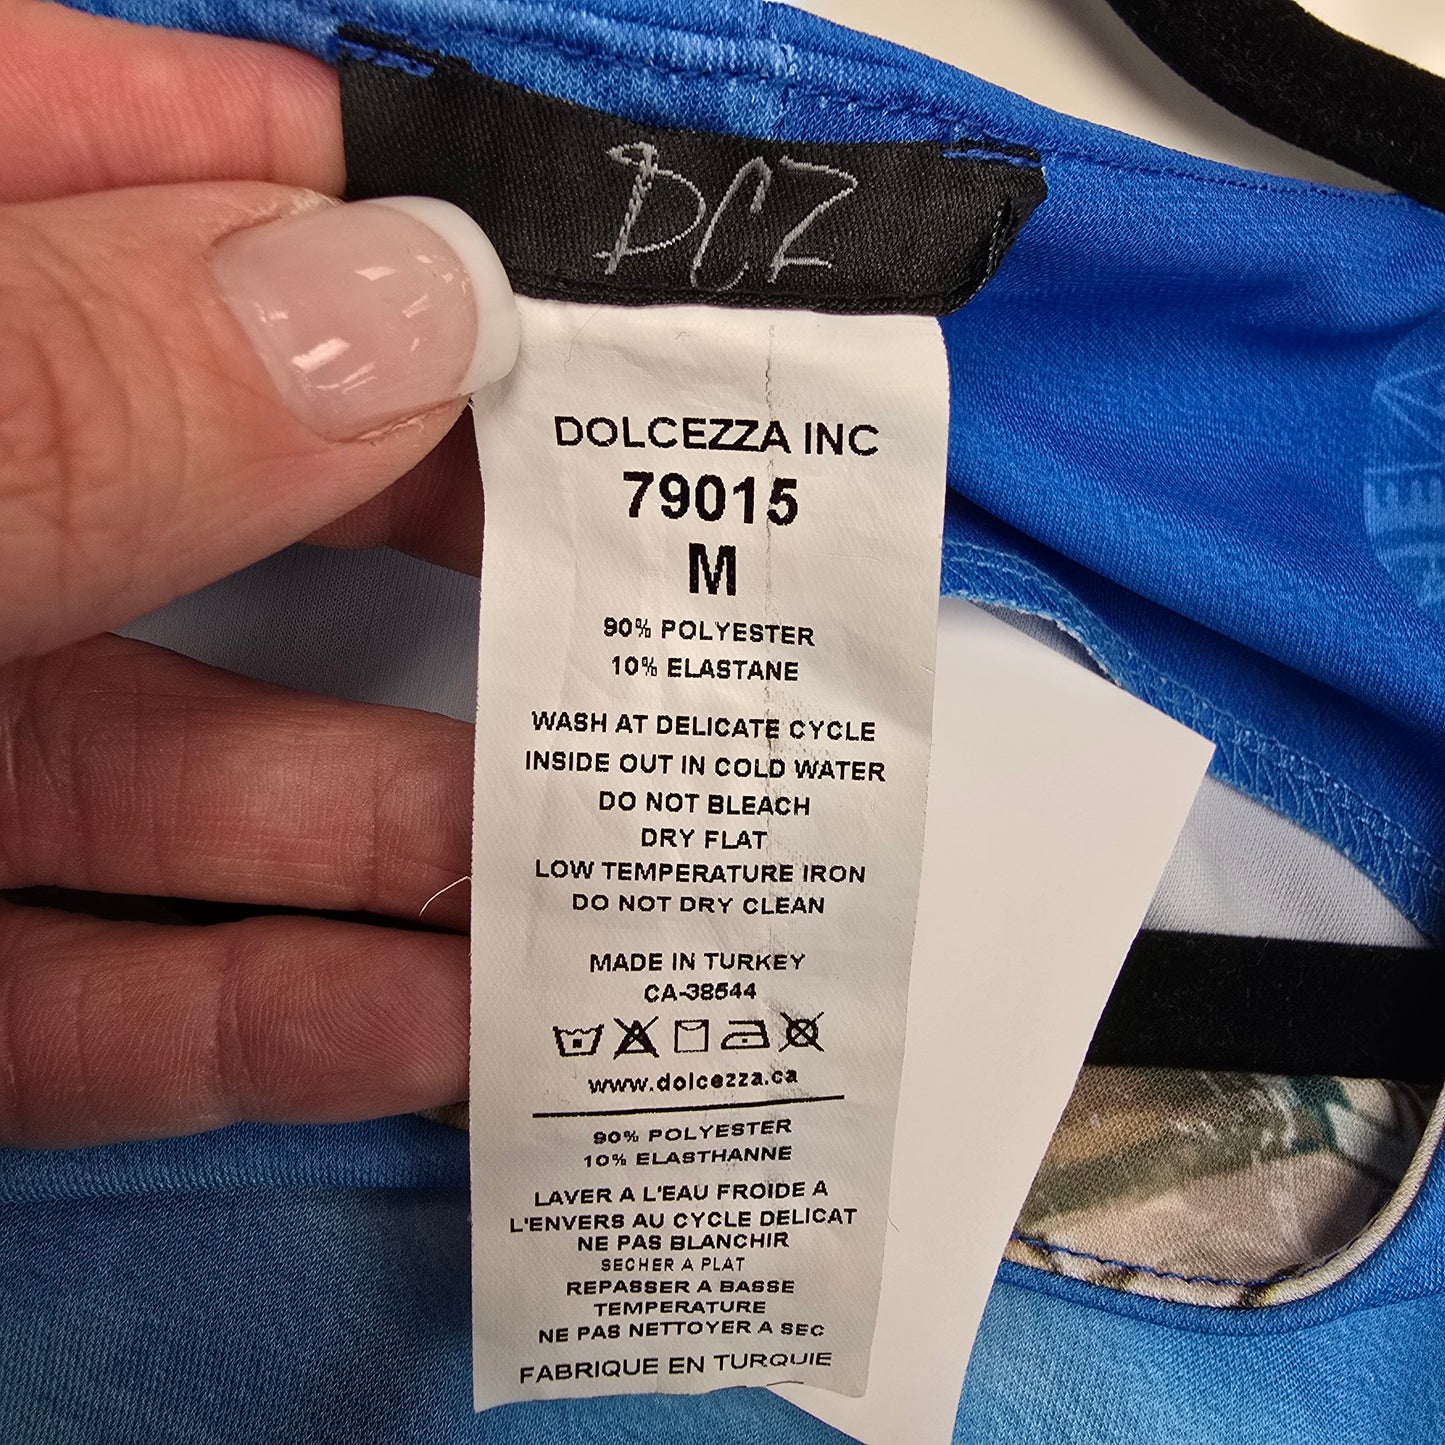 DCZ
DOLCEZZA INC
79015
M
90% POLYESTER
10% ELASTANE
WASH AT DELICATE CYCLE
INSIDE OUT IN COLD WATER
DO NOT BLEACH
DRY FLAT
LOW TEMPERATURE IRON
DO NOT DRY CLEAN
MADE IN TURKEY
CA-38544
www.dolcezza.ca
90% POLYESTER
10% ELASTHANNE
LAVER A L'EAU FROIDE A
L'ENVERS AU CYCLE DELICAT
NE PAS BLANCHIR
SECHER A PLAT
REPASSER A BASSE
TEMPERATURE
NE PAS NETTOYER A SEC
FABRIQUE EN TURQUIE